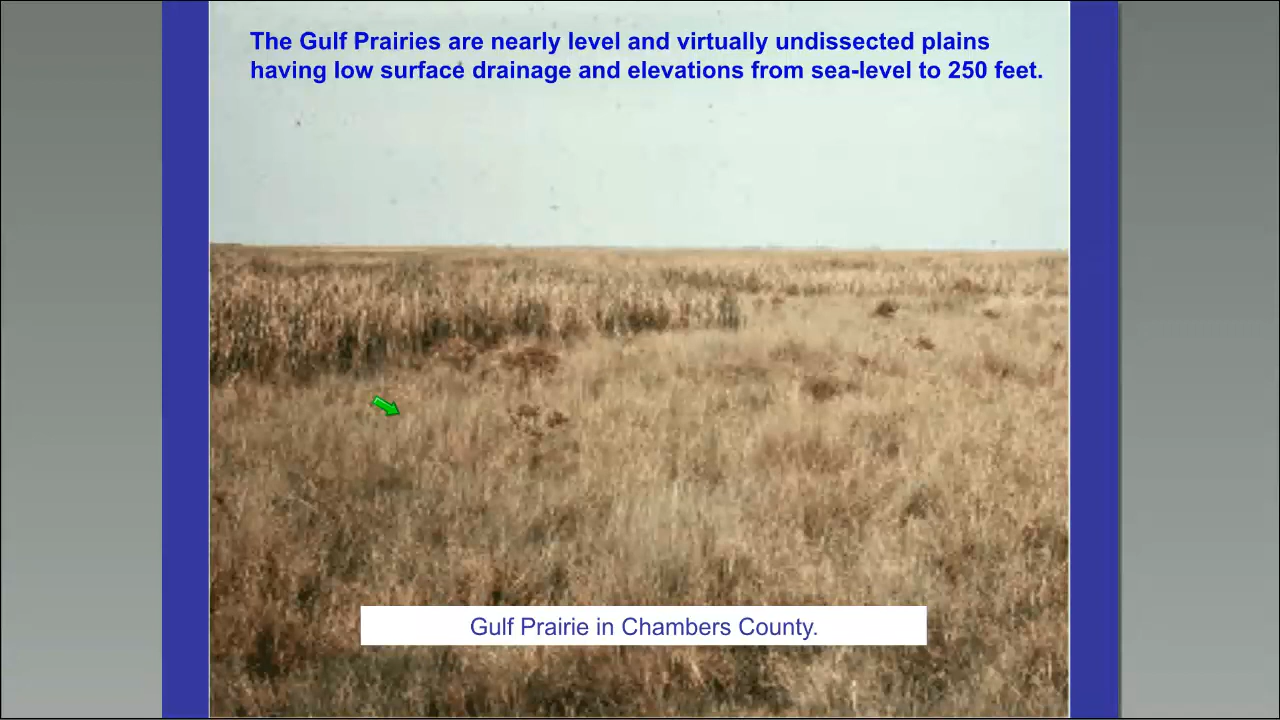 The Gulf Prairies are nearly level and virtually undissected plains
having low surface drainage and elevations from sea-level to 250 feet.
Gulf Prairie in Chambers County.